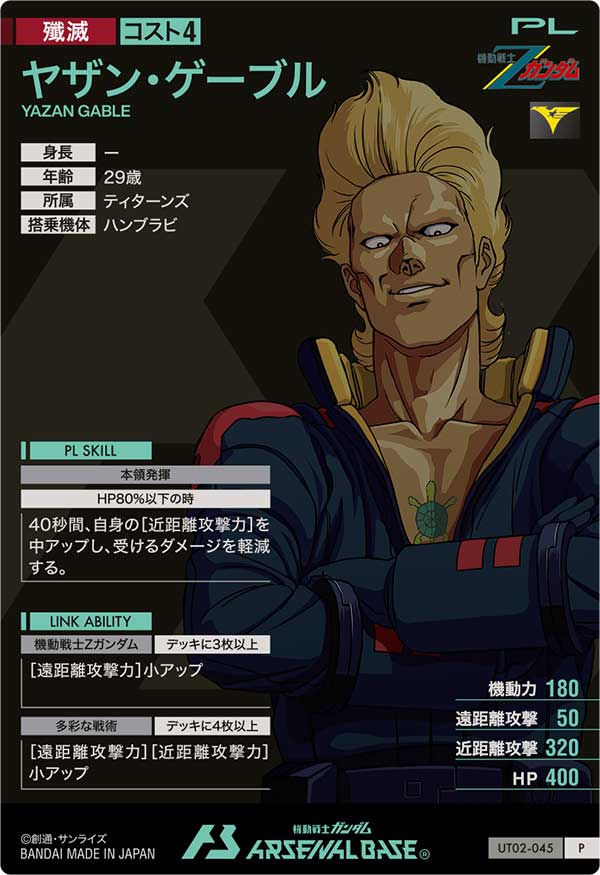 殲滅 コスト4 PL
ヤザン・ゲーブル
YAZAN GABLE
機動戦士Zガンダム
身長 ー
年齢 29歳
所属 ティターンズ
搭乗機体 ハンブラビ
PL SKILL
本領発揮
HP80%以下の時
40秒間、自身の[近距離攻撃力]を
中アップし、受けるダメージを軽減
する。
LINK ABILITY
機動戦士Zガンダム デッキに3枚以上
[遠距離攻撃力]小アップ
多彩な戦術 デッキに4枚以上
[遠距離攻撃力][近距離攻撃力]
小アップ
機動力 180
遠距離攻撃 50
近距離攻撃 320
HP 400
©創通・サンライズ
BANDAI MADE IN JAPAN
機動戦士ガンダム
AB ARSENAL BASE®
UT02-045 P